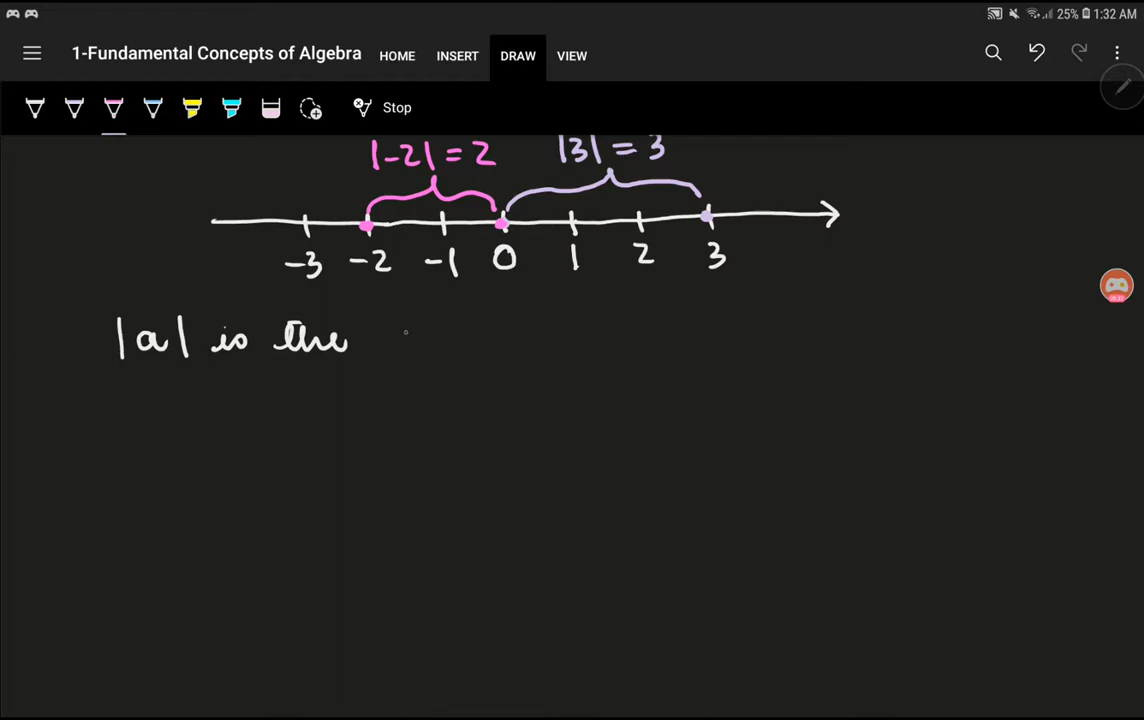 25% 1:32 AM
1-Fundamental Concepts of Algebra HOME INSERT DRAW VIEW
Stop
|-2| = 2 |3| = 3
-3 -2 -1 0 1 2 3
|a| is the